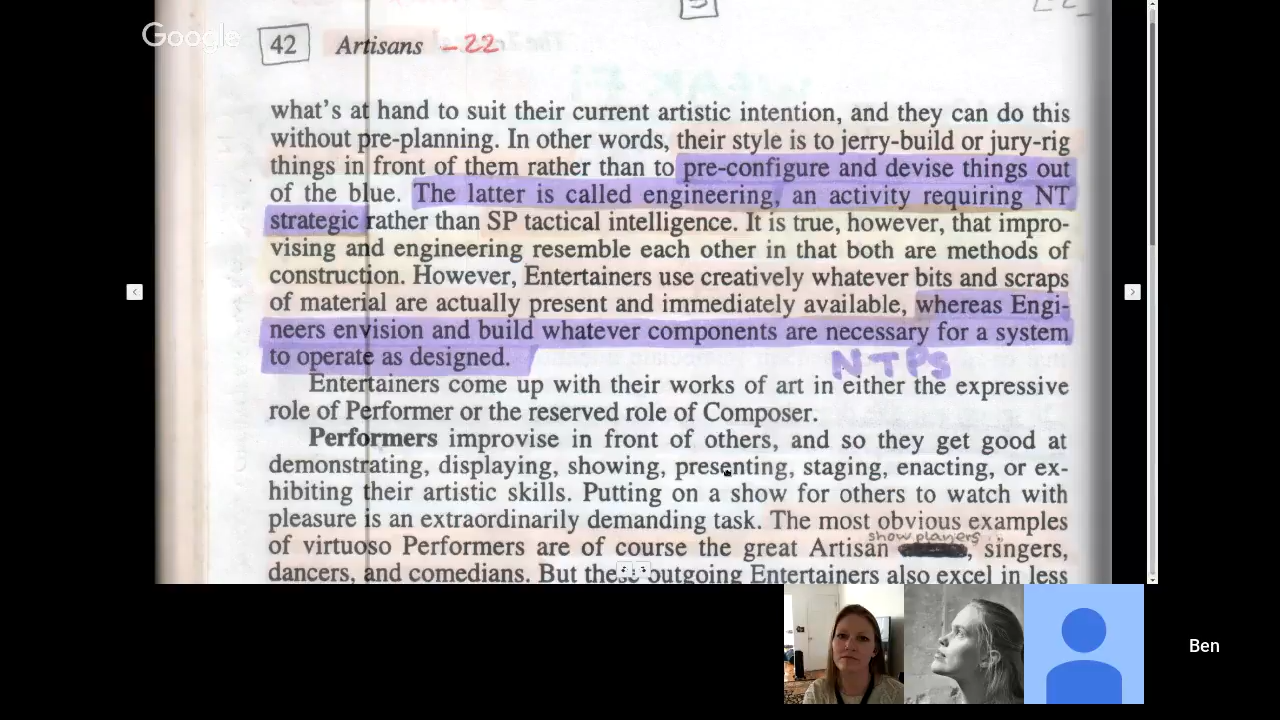 Google
42 Artisans -22
what's at hand to suit their current artistic intention, and they can do this
without pre-planning. In other words, their style is to jerry-build or jury-rig
things in front of them rather than to pre-configure and devise things out
of the blue. The latter is called engineering, an activity requiring NT
strategic rather than SP tactical intelligence. It is true, however, that impro-
vising and engineering resemble each other in that both are methods of
construction. However, Entertainers use creatively whatever bits and scraps
of material are actually present and immediately available, whereas Engi-
neers envision and build whatever components are necessary for a system
to operate as designed.
NTPS
Entertainers come up with their works of art in either the expressive
role of Performer or the reserved role of Composer.
Performers improvise in front of others, and so they get good at
demonstrating, displaying, showing, presenting, staging, enacting, or ex-
hibiting their artistic skills. Putting on a show for others to watch with
pleasure is an extraordinarily demanding task. The most obvious examples
show planers
of virtuoso Performers are of course the great Artisan , singers,
dancers, and comedians. But these outgoing Entertainers also excel in less
Ben